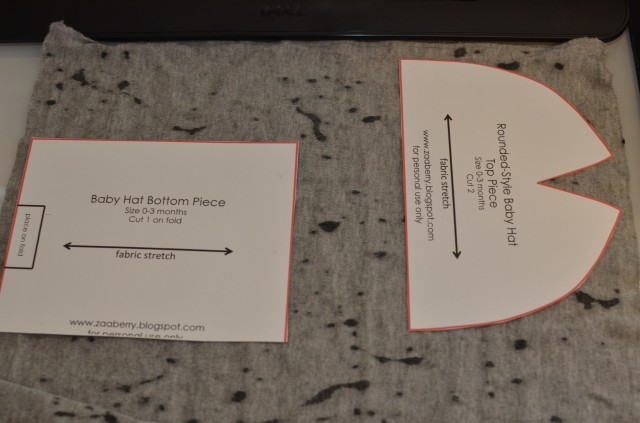 DELL
Baby Hat Bottom Piece
Size 0-3 months
Cut 1 on fold
place on fold
fabric stretch
www.zaaberry.blogspot.com
for personal use only
Rounded-Style Baby Hat
Top Piece
Size 0-3 months
Cut 2
fabric stretch
www.zaaberry.blogspot.com
for personal use only